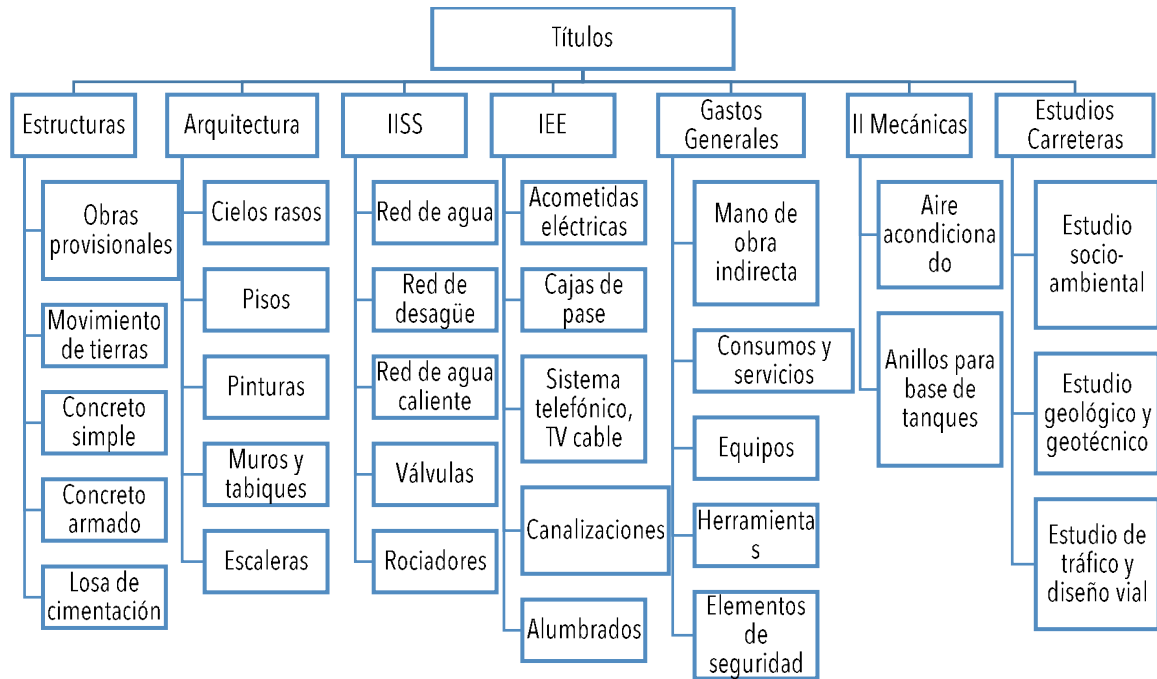 Títulos
Estructuras
Obras
provisionales
Movimiento
de tierras
Concreto
simple
Concreto
armado
Losa de
cimentación
Arquitectura
Cielos rasos
Pisos
Pinturas
Muros y
tabiques
Escaleras
IISS
Red de agua
Red de
desagüe
Red de agua
caliente
Válvulas
Rociadores
IEE
Acometidas
eléctricas
Cajas de
pase
Sistema
telefónico,
TV cable
Canalizaciones
Alumbrados
Gastos
Generales
Mano de
obra
indirecta
Consumos y
servicios
Equipos
Herramienta
s
Elementos
de
seguridad
II Mecánicas
Aire
acondiciona
do
Anillos para
base de
tanques
Estudios
Carreteras
Estudio
socio-
ambiental
Estudio
geológico y
geotécnico
Estudio de
tráfico y
diseño vial